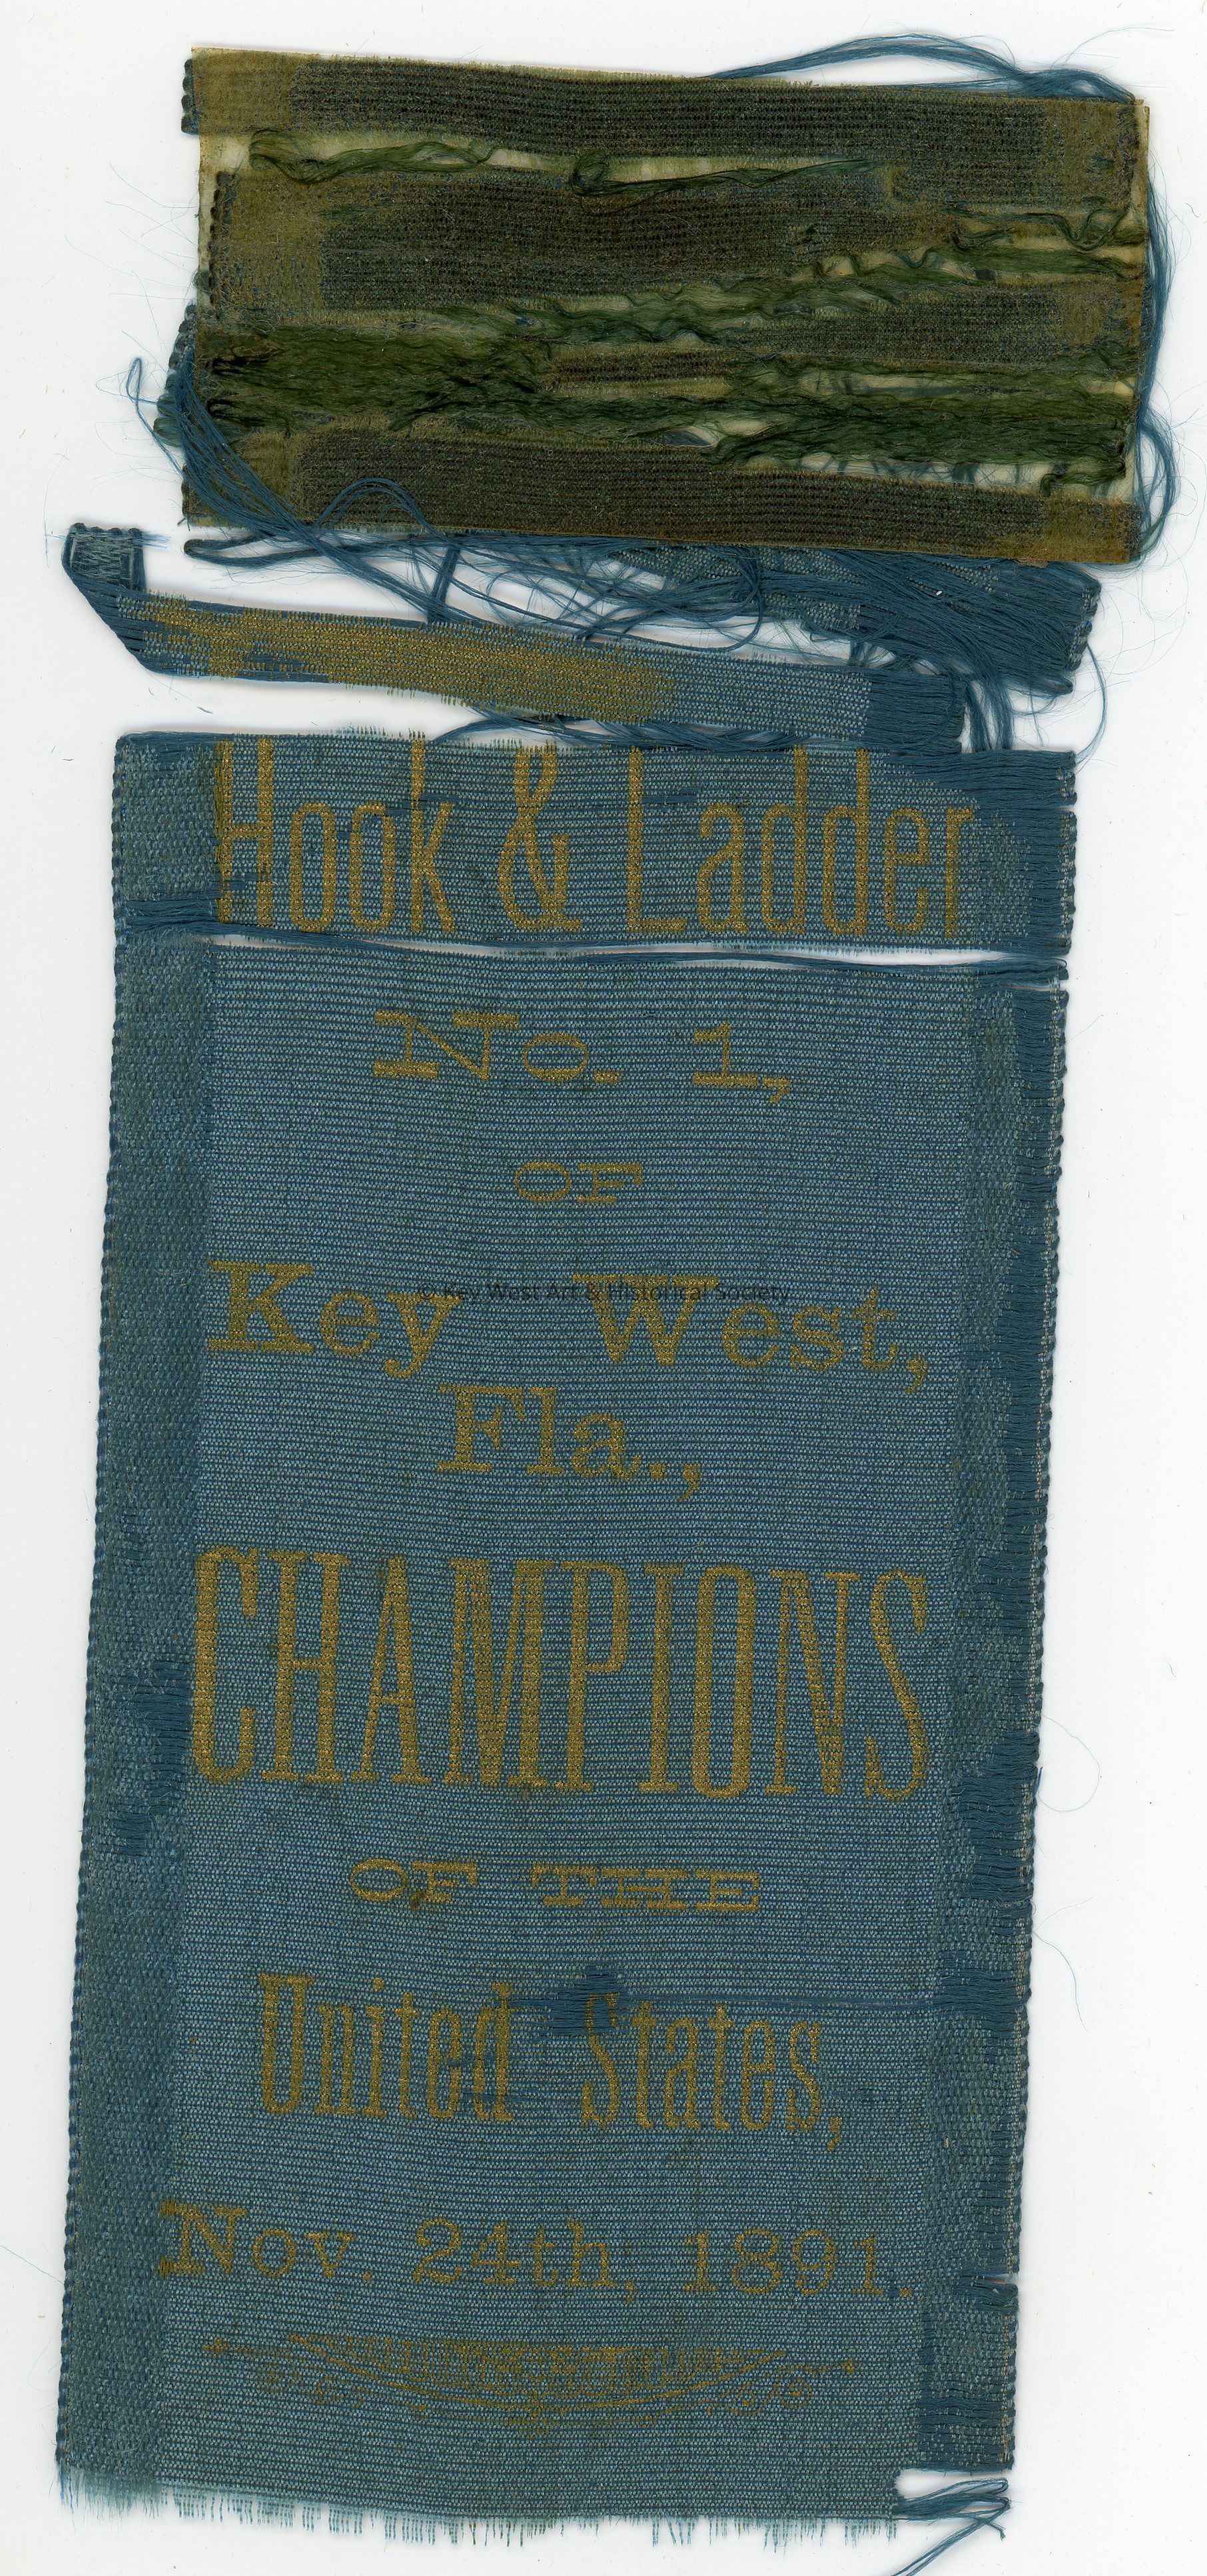 Hook & Ladder
No. 1,
OF
Key West,
Fla.,
CHAMPIONS
OF THE
United States,
Nov. 24th, 1891.
© Key West Art & Historical Society